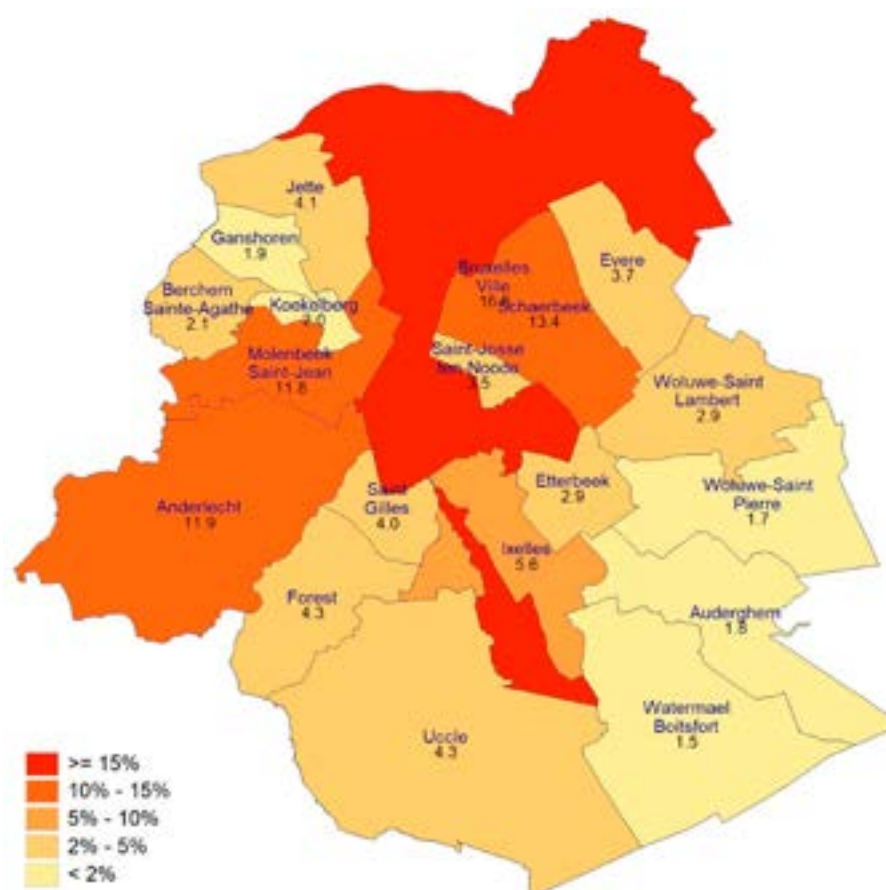 Jette
4.1
Ganshoren
1.9
Berchem
Sainte-Agathe
2.1
Koekelberg
2.0
Molenbeek
Saint-Jean
11.8
Bruxelles
Ville
Schaerbeek
13.4
Evere
3.7
Saint-Josse
ten Noode
3.5
Woluwe-Saint
Lambert
2.9
Anderlecht
11.9
Saint
Gilles
4.0
Etterbeek
2.9
Woluwe-Saint
Pierre
1.7
Ixelles
5.6
Forest
4.3
Auderghem
1.8
Uccle
4.3
Watermael
Boitsfort
1.5
>= 15%
10% - 15%
5% - 10%
2% - 5%
< 2%